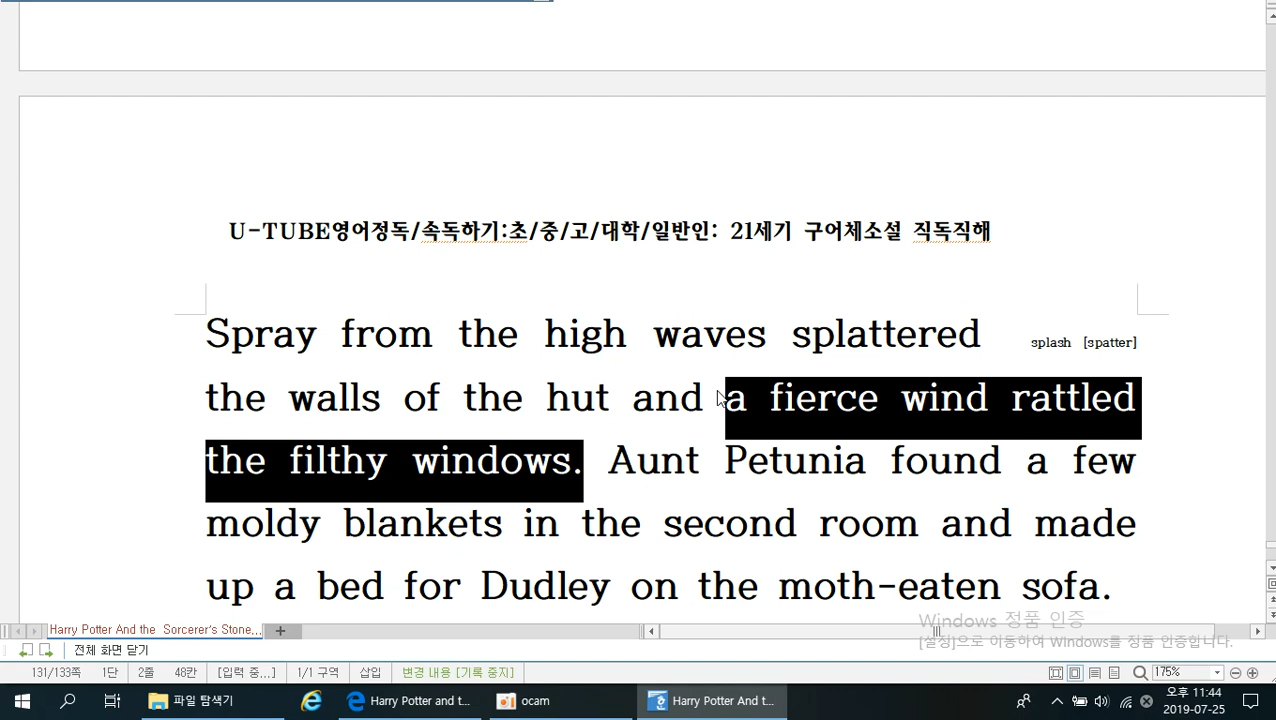 U-TUBE영어정독/속독하기:초/중/고/대학/일반인: 21세기 구어체소설 직독직해
Spray from the high waves splattered splash [spatter]
the walls of the hut and a fierce wind rattled
the filthy windows. Aunt Petunia found a few
moldy blankets in the second room and made
up a bed for Dudley on the moth-eaten sofa.
Windows 정품 인증
[설정]으로 이동하여 Windows를 정품 인증합니다.
Harry Potter And the Sorcerer's Stone...
전체 화면 닫기
131/133쪽 1단 2줄 48칸 [입력 중...] 1/1 구역 삽입 변경 내용 [기록 중지] 175%
파일 탐색기 Harry Potter and t... ocam Harry Potter And t... 오후 11:44
2019-07-25